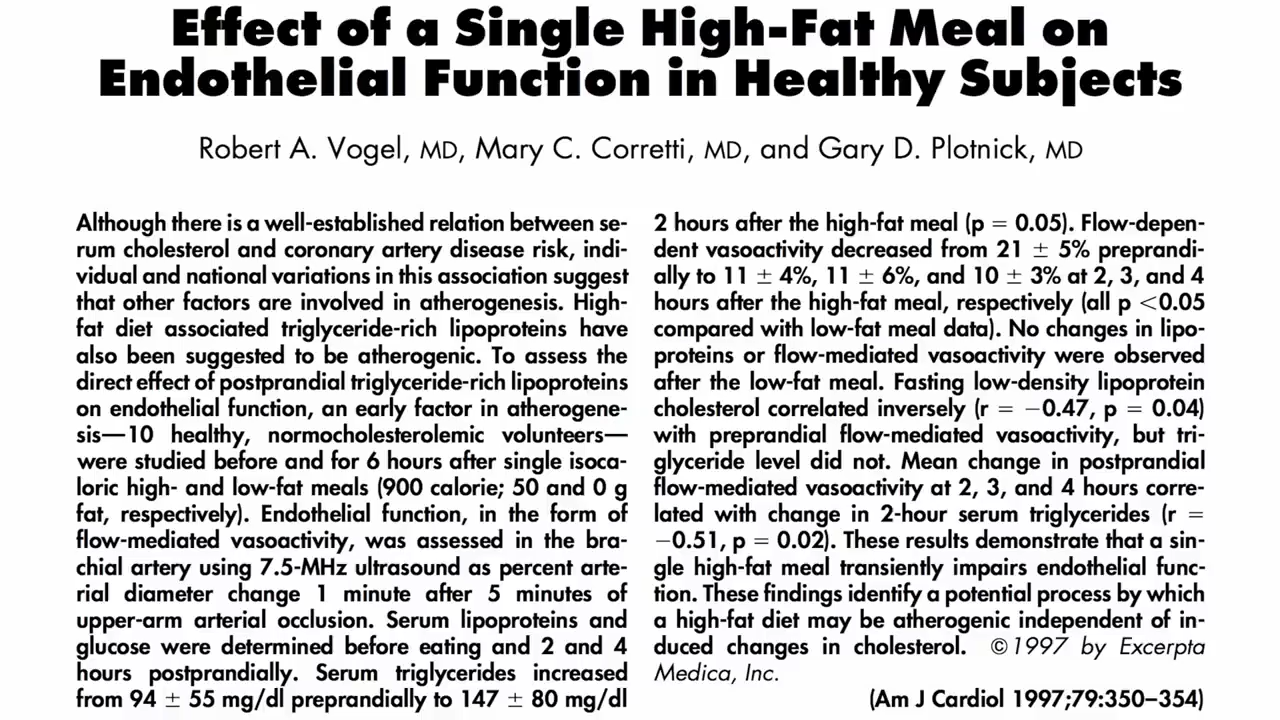 Effect of a Single High-Fat Meal on
Endothelial Function in Healthy Subjects
Robert A. Vogel, MD, Mary C. Corretti, MD, and Gary D. Plotnick, MD
Although there is a well-established relation between se-
rum cholesterol and coronary artery disease risk, indi-
vidual and national variations in this association suggest
that other factors are involved in atherogenesis. High-
fat diet associated triglyceride-rich lipoproteins have
also been suggested to be atherogenic. To assess the
direct effect of postprandial triglyceride-rich lipoproteins
on endothelial function, an early factor in atherogene-
sis—10 healthy, normocholesterolemic volunteers—
were studied before and for 6 hours after single isoca-
loric high- and low-fat meals (900 calorie; 50 and 0 g
fat, respectively). Endothelial function, in the form of
flow-mediated vasoactivity, was assessed in the bra-
chial artery using 7.5-MHz ultrasound as percent arte-
rial diameter change 1 minute after 5 minutes of
upper-arm arterial occlusion. Serum lipoproteins and
glucose were determined before eating and 2 and 4
hours postprandially. Serum triglycerides increased
from 94 ± 55 mg/dl preprandially to 147 ± 80 mg/dl
2 hours after the high-fat meal (p = 0.05). Flow-depen-
dent vasoactivity decreased from 21 ± 5% preprandi-
ally to 11 ± 4%, 11 ± 6%, and 10 ± 3% at 2, 3, and 4
hours after the high-fat meal, respectively (all p <0.05
compared with low-fat meal data). No changes in lipo-
proteins or flow-mediated vasoactivity were observed
after the low-fat meal. Fasting low-density lipoprotein
cholesterol correlated inversely (r = −0.47, p = 0.04)
with preprandial flow-mediated vasoactivity, but tri-
glyceride level did not. Mean change in postprandial
flow-mediated vasoactivity at 2, 3, and 4 hours corre-
lated with change in 2-hour serum triglycerides (r =
−0.51, p = 0.02). These results demonstrate that a sin-
gle high-fat meal transiently impairs endothelial func-
tion. These findings identify a potential process by which
a high-fat diet may be atherogenic independent of in-
duced changes in cholesterol. ©1997 by Excerpta
Medica, Inc.
(Am J Cardiol 1997;79:350–354)